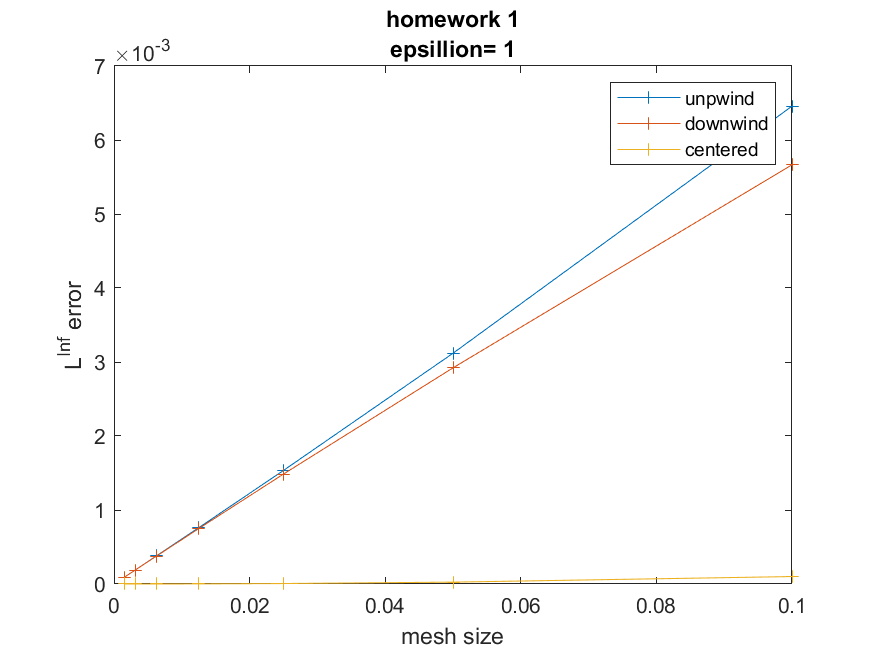 homework 1
epsillion= 1
×10-3
7
6
5
4
3
2
1
0
L Inf error
unpwind
downwind
centered
0 0.02 0.04 0.06 0.08 0.1
mesh size